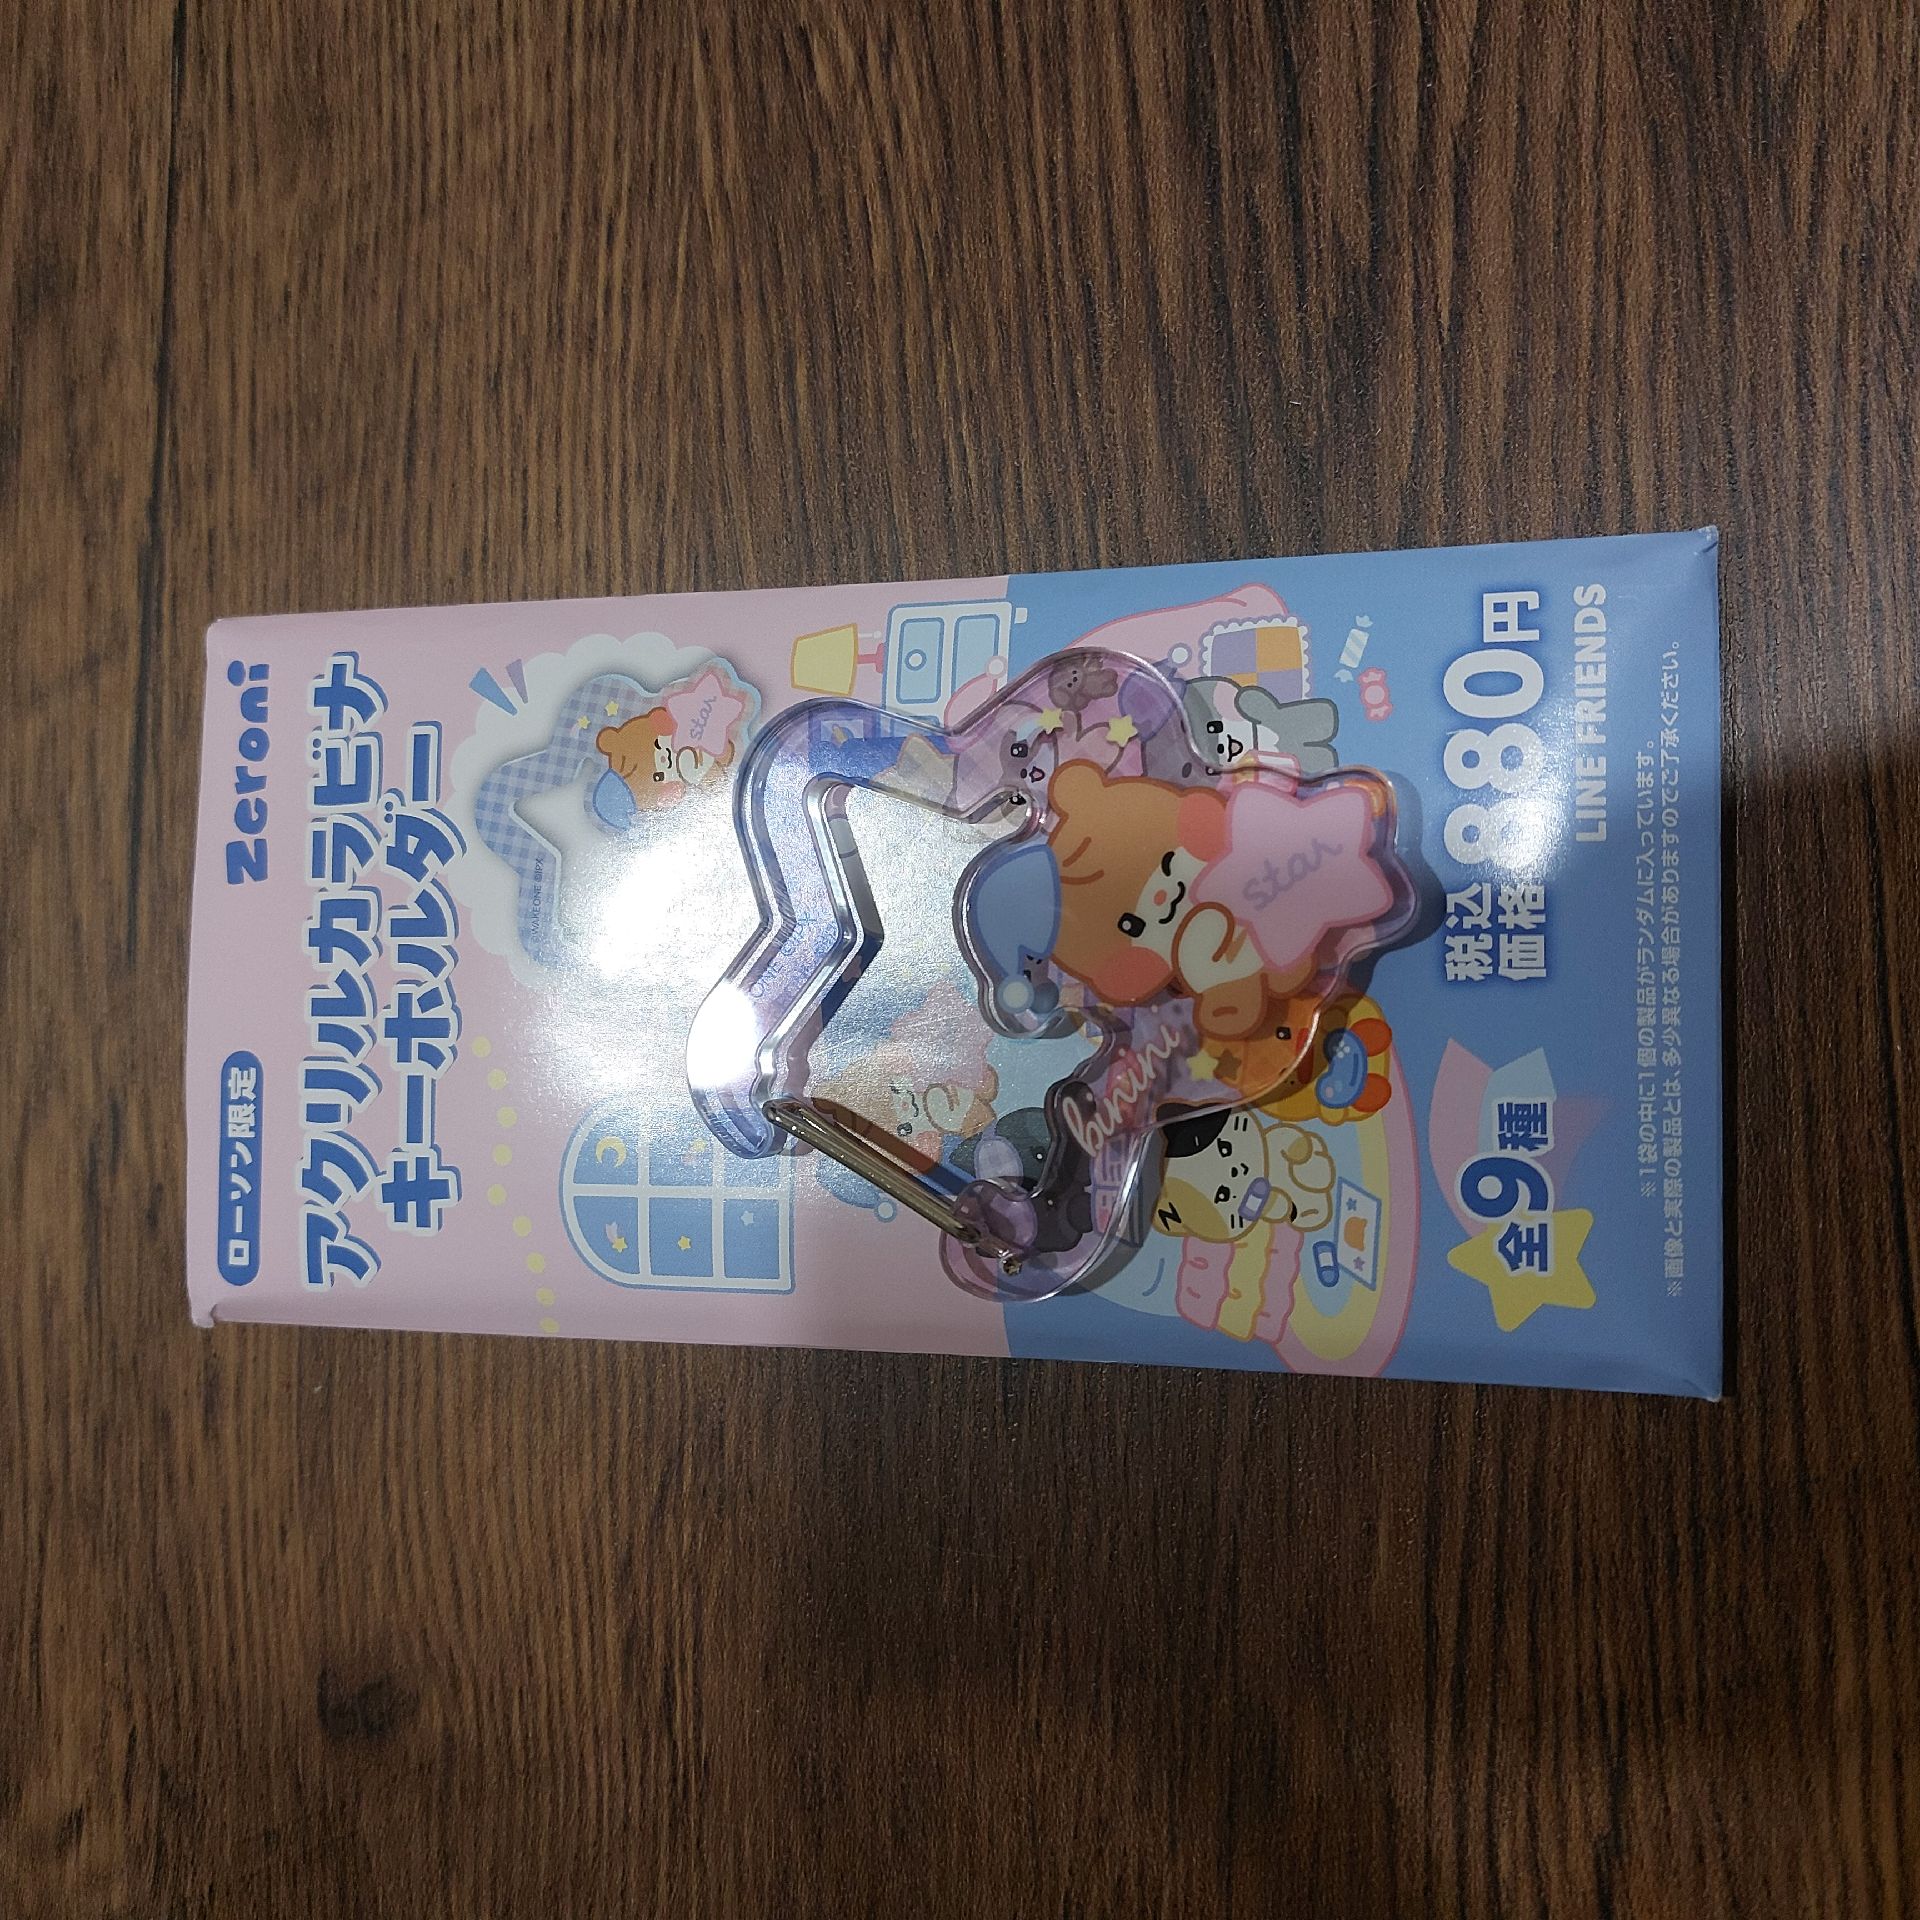 ローソン限定
zeroni
アクリルカラビナ
キーホルダー
©WAKEONE ©IPX
star
binini
star
全9種
税込
価格
880円
LINE FRIENDS
※1袋の中に1個の製品がランダムに入っています。
※画像と実際の製品とは、多少異なる場合がありますのでご了承ください。